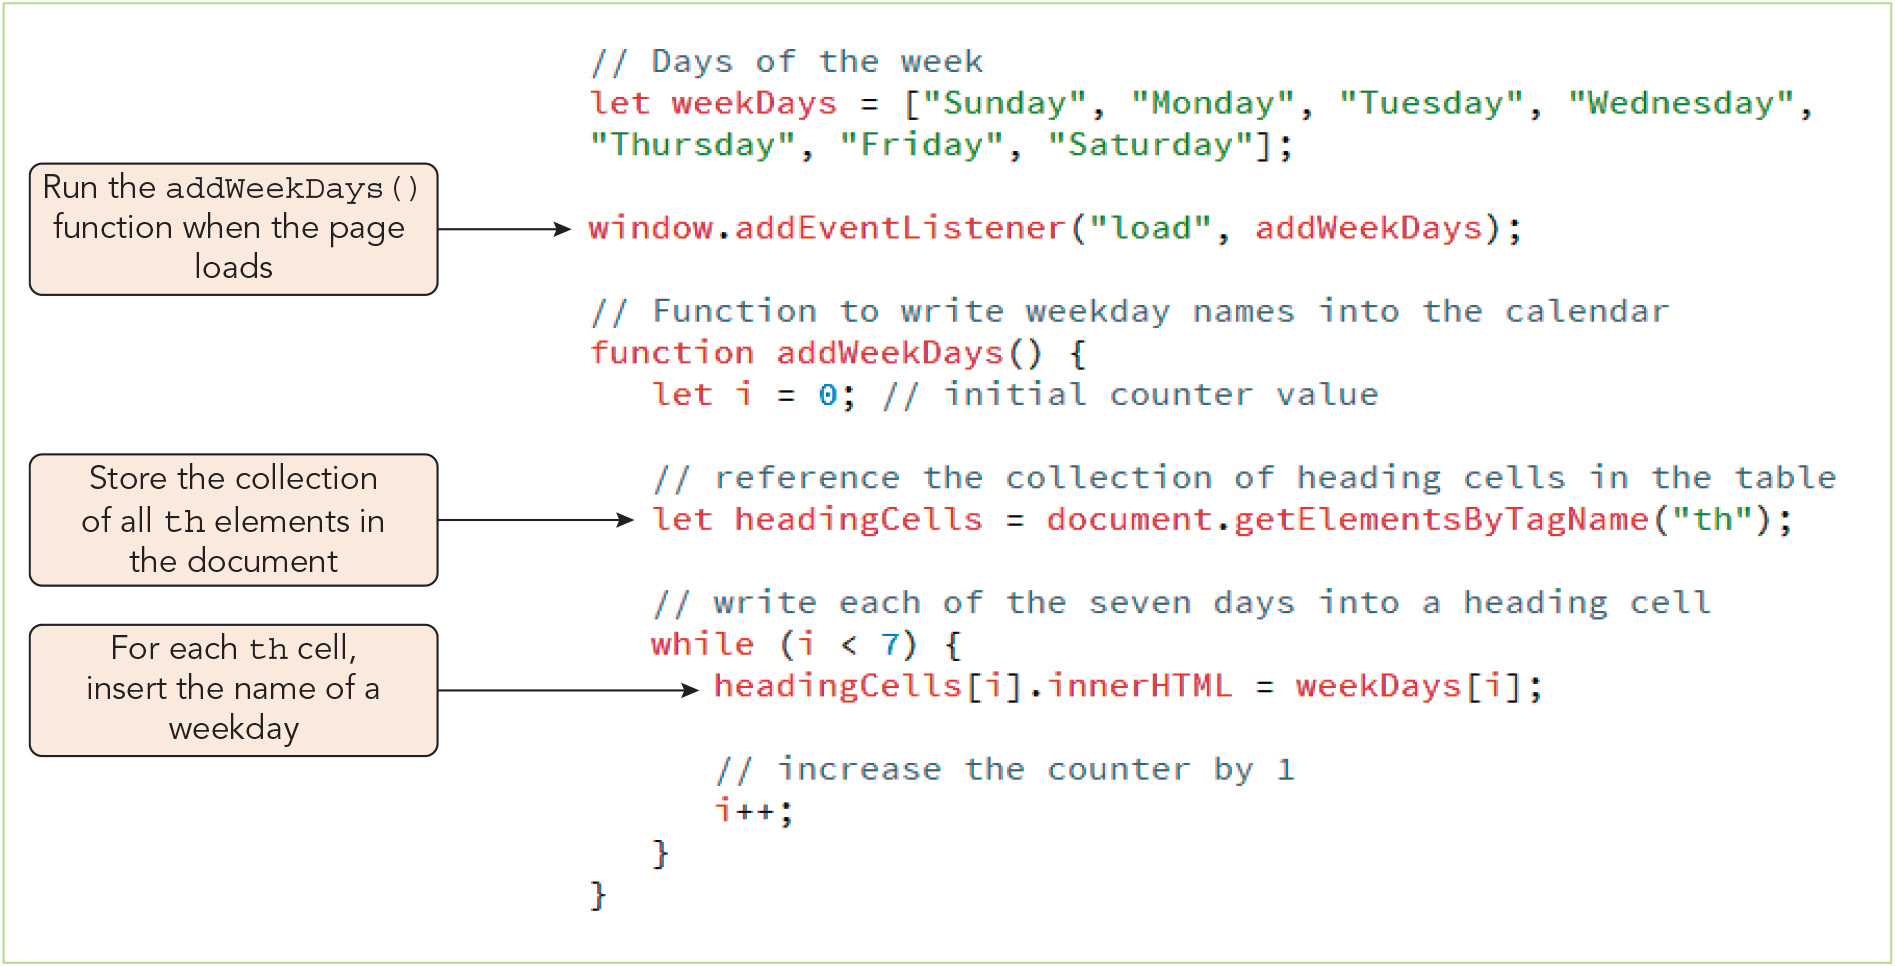 // Days of the week
let weekDays = ["Sunday", "Monday", "Tuesday", "Wednesday",
"Thursday", "Friday", "Saturday"];
Run the addWeekDays()
function when the page
loads
window.addEventListener("load", addWeekDays);
// Function to write weekday names into the calendar
function addWeekDays() {
let i = 0; // initial counter value
Store the collection
of all th elements in
the document
// reference the collection of heading cells in the table
let headingCells = document.getElementsByTagName("th");
// write each of the seven days into a heading cell
while (i < 7) {
For each th cell,
insert the name of a
weekday
headingCells[i].innerHTML = weekDays[i];
// increase the counter by 1
i++;
}
}